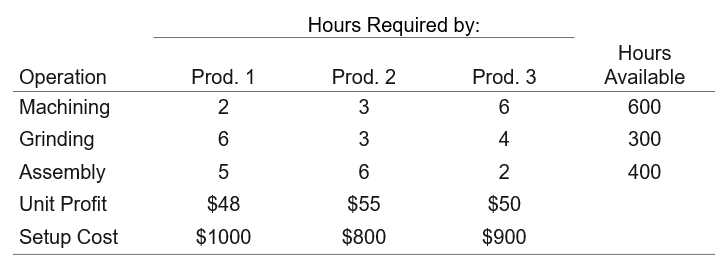 Hours Required by:
Hours
Operation Prod. 1 Prod. 2 Prod. 3 Available
Machining 2 3 6 600
Grinding 6 3 4 300
Assembly 5 6 2 400
Unit Profit $48 $55 $50
Setup Cost $1000 $800 $900